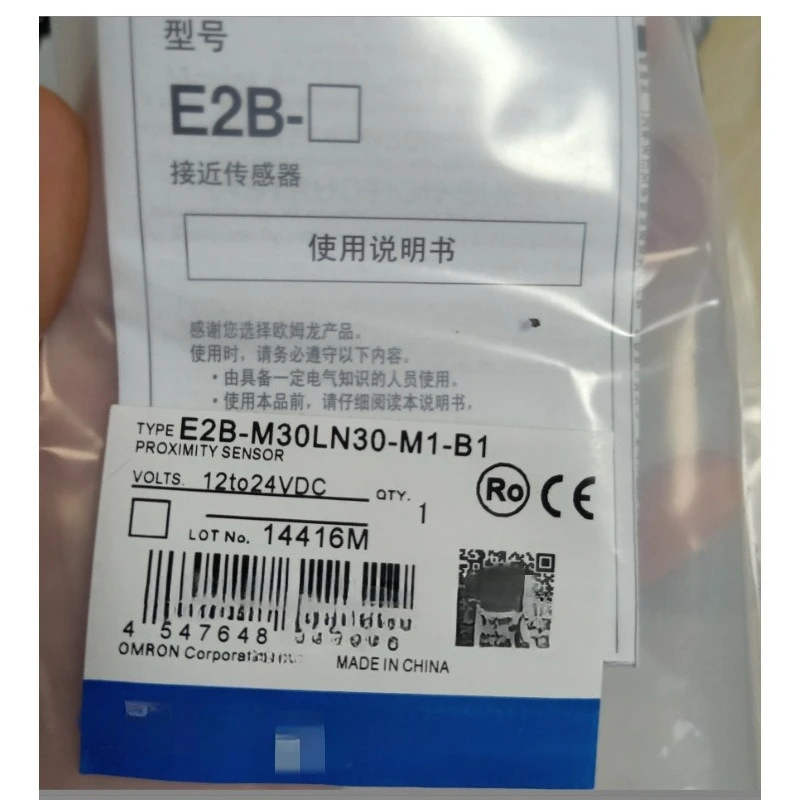 型号
E2B-□
接近传感器
使用说明书
感谢您选择欧姆龙产品。
使用时，请务必遵守以下内容。
・由具备一定电气知识的人员使用。
・使用本品前，请仔细阅读本说明书，
TYPE E2B-M30LN30-M1-B1
PROXIMITY SENSOR
VOLTS. 12to24VDC QTY. 1
Ro CE
LOT No. 14416M
4 547648
OMRON
MADE IN CHINA